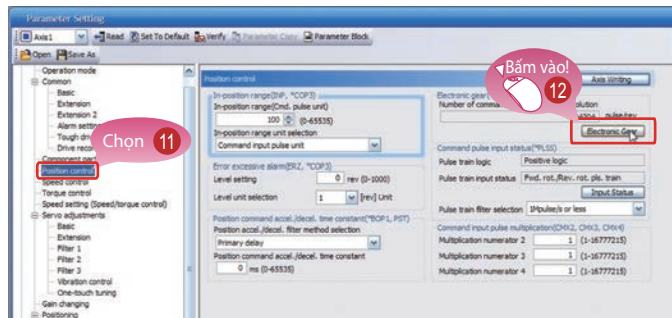 Parameter Setting
Axis1 Read Set To Default Verify Parameter Copy Parameter Block
Open Save As
Operation mode
Common
Basic
Extension
Extension 2
Alarm setting
Tough dri
Drive reco
Component part
Position control
Speed control
Torque control
Speed setting (Speed/torque control)
Servo adjustments
Basic
Extension
Filter 1
Filter 2
Filter 3
Vibration control
One-touch tuning
Gain changing
Positioning
Chọn 11
Position control
Axis Writing
In-position range(INP, *COP3)
In-position range(Cmd. pulse unit)
100 (0-65535)
In-position range unit selection
Command input pulse unit
Error excessive alarm(ERZ, *COP3)
Level setting 0 rev (0-1000)
Level unit selection 1 [rev] Unit
Position command accel./decel. time constant(*BOP1, PST)
Position accel./decel. filter method selection
Primary delay
Position command accel./decel. time constant
0 ms (0-65535)
Bấm vào!
12
Electronic gear(
Number of comma olution
pulse/rev
Electronic Gear
Command pulse input status(*PLSS)
Pulse train logic Positive logic
Pulse train input status Fwd. rot./Rev. rot. pls. train
Input Status
Pulse train filter selection 1Mpulse/s or less
Command input pulse multiplication(CMX2, CMX3, CMX4)
Multiplication numerator 2 1 (1-16777215)
Multiplication numerator 3 1 (1-16777215)
Multiplication numerator 4 1 (1-16777215)